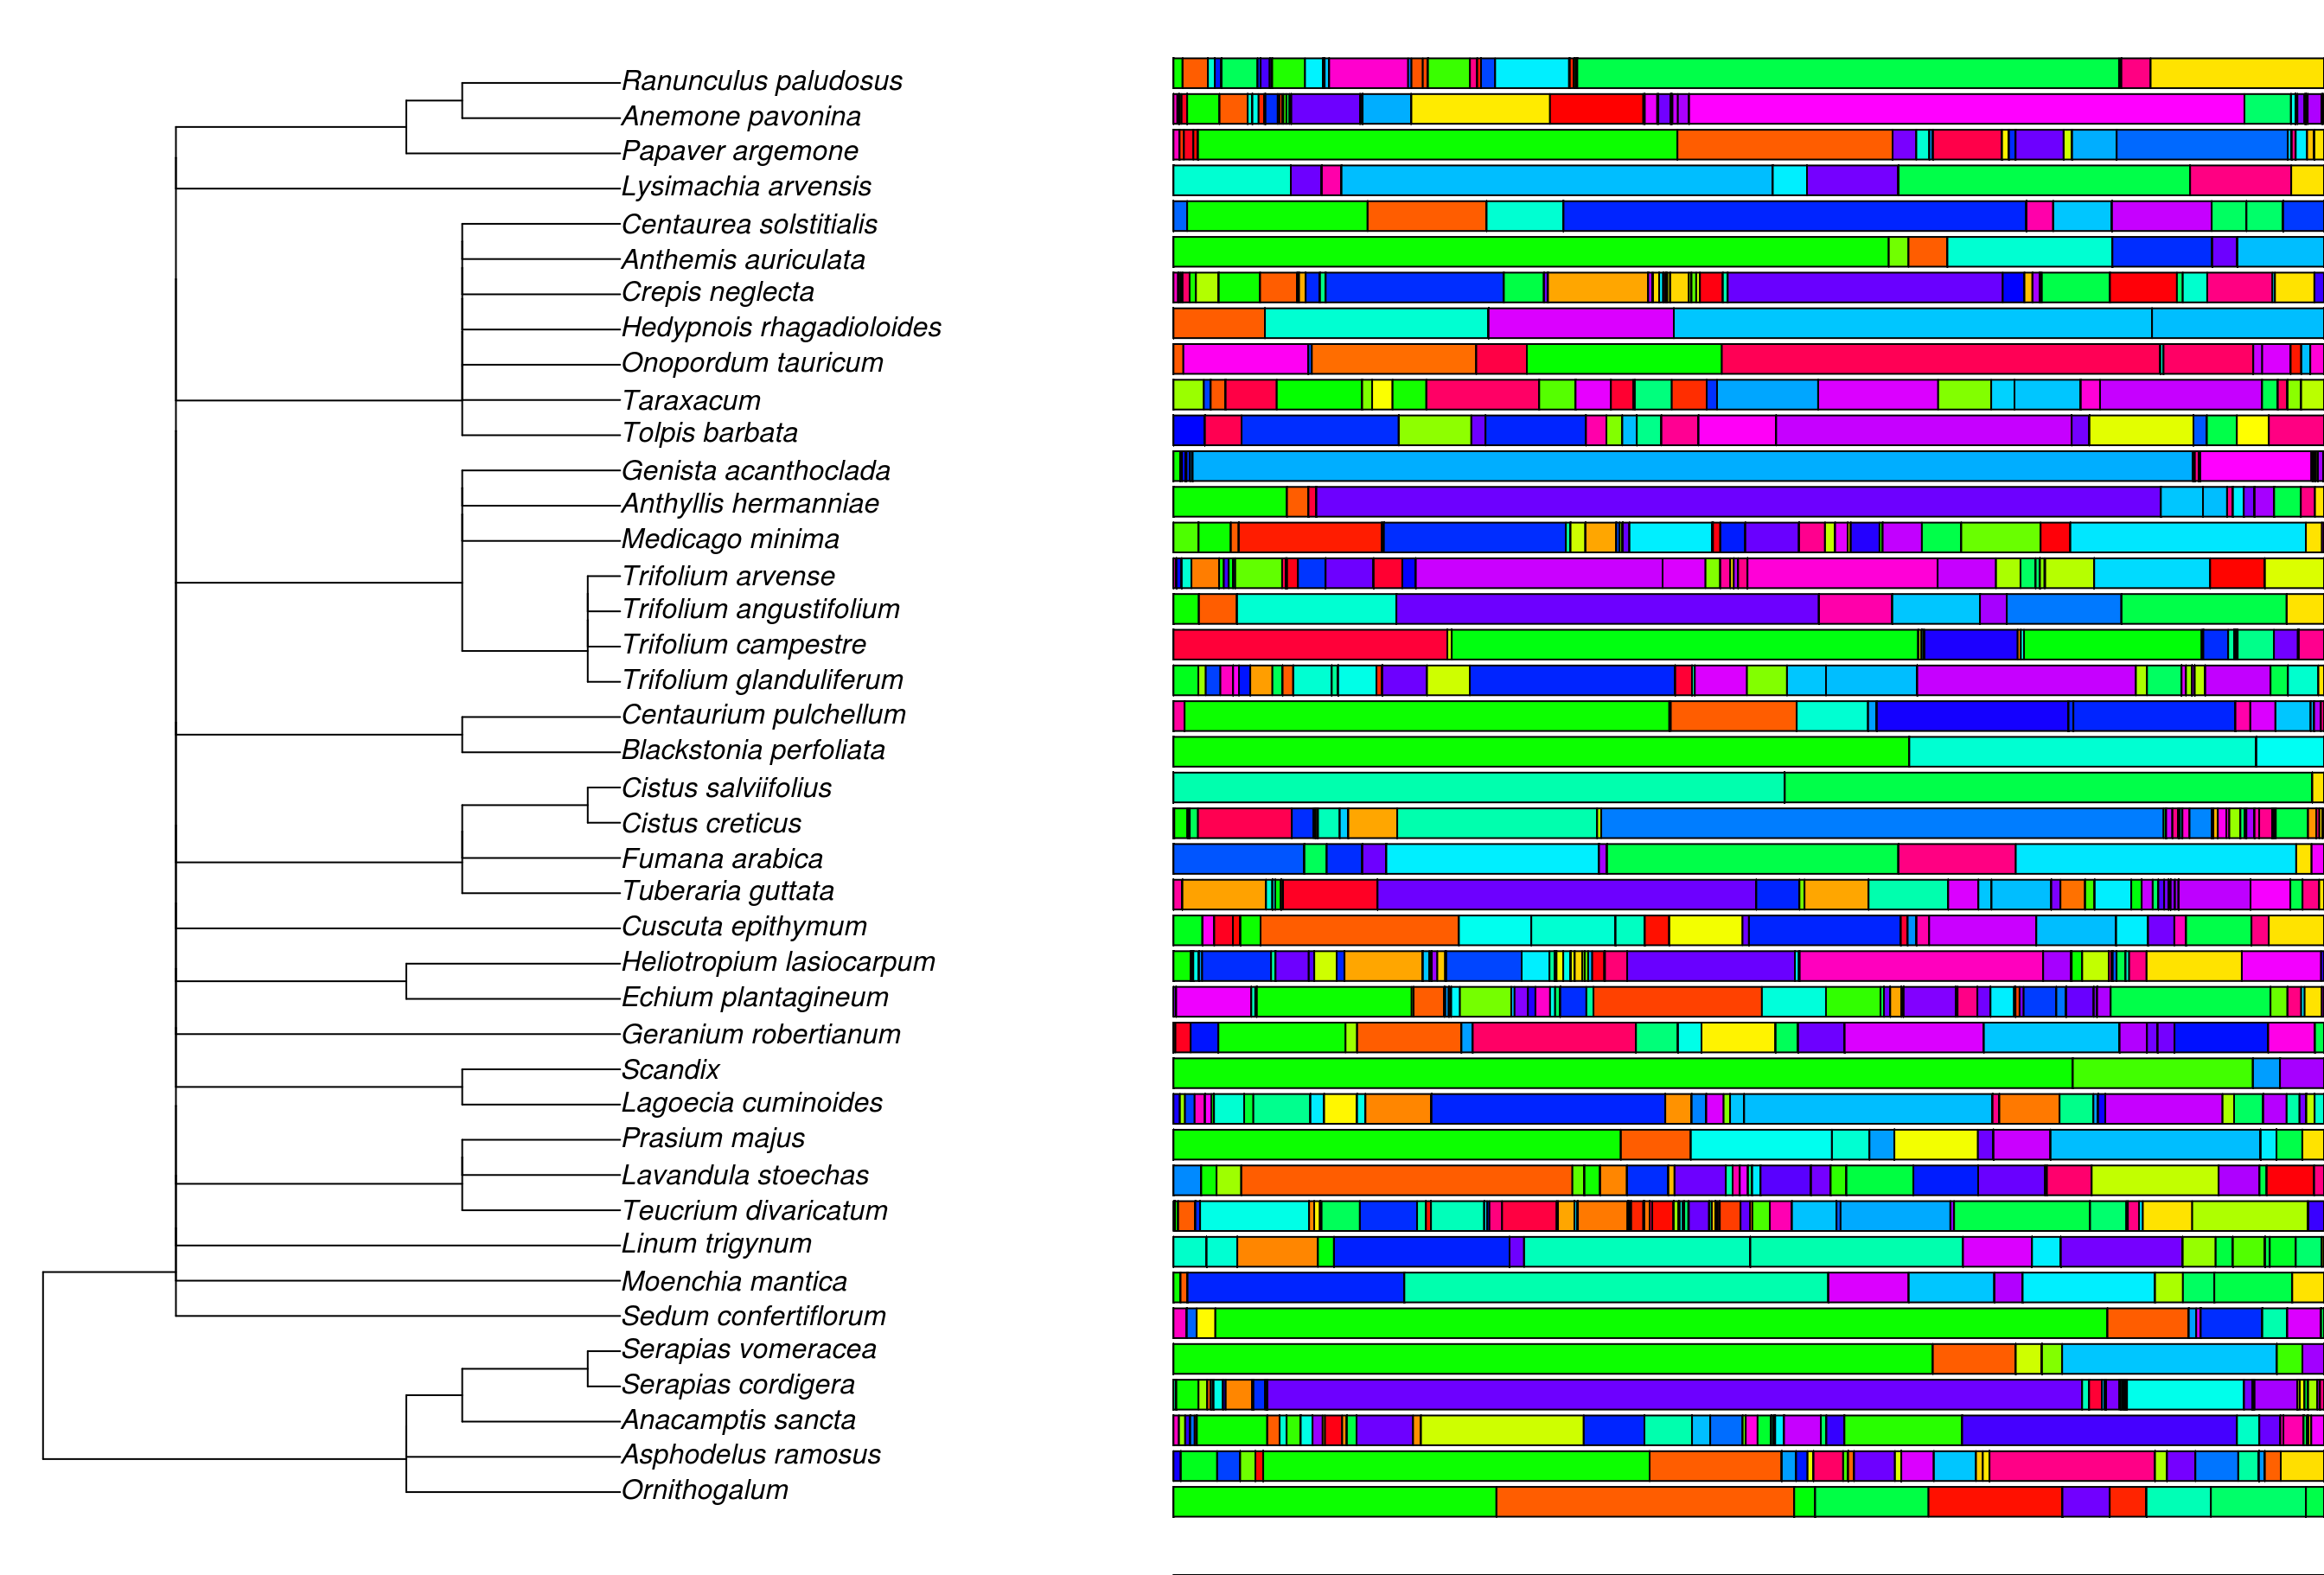 Ranunculus paludosus
Anemone pavonina
Papaver argemone
Lysimachia arvensis
Centaurea solstitialis
Anthemis auriculata
Crepis neglecta
Hedypnois rhagadioloides
Onopordum tauricum
Taraxacum
Tolpis barbata
Genista acanthoclada
Anthyllis hermanniae
Medicago minima
Trifolium arvense
Trifolium angustifolium
Trifolium campestre
Trifolium glanduliferum
Centaurium pulchellum
Blackstonia perfoliata
Cistus salviifolius
Cistus creticus
Fumana arabica
Tuberaria guttata
Cuscuta epithymum
Heliotropium lasiocarpum
Echium plantagineum
Geranium robertianum
Scandix
Lagoecia cuminoides
Prasium majus
Lavandula stoechas
Teucrium divaricatum
Linum trigynum
Moenchia mantica
Sedum confertiflorum
Serapias vomeracea
Serapias cordigera
Anacamptis sancta
Asphodelus ramosus
Ornithogalum